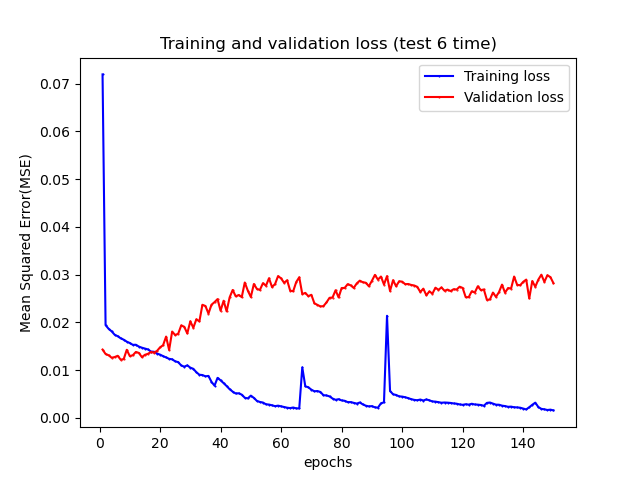 Training and validation loss (test 6 time)
Training loss
Validation loss
Mean Squared Error(MSE)
0.07
0.06
0.05
0.04
0.03
0.02
0.01
0.00
0 20 40 60 80 100 120 140
epochs